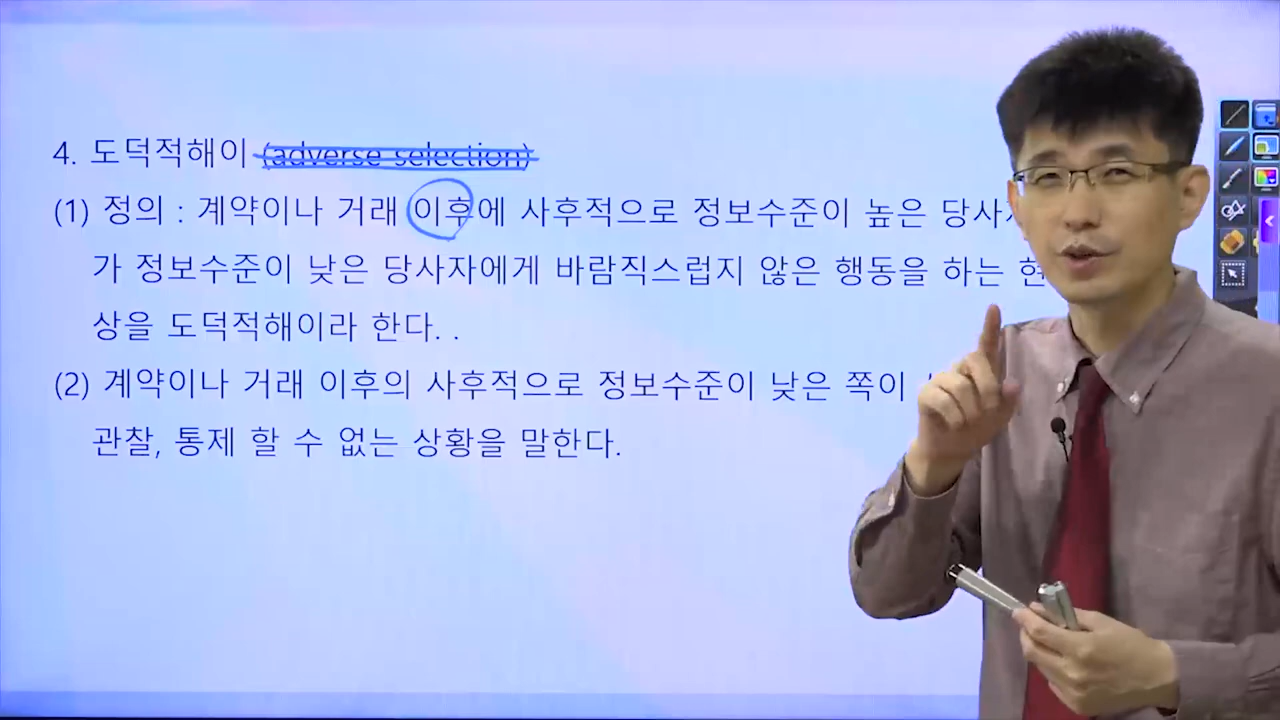 4. 도덕적해이 (adverse selection)
(1) 정의 : 계약이나 거래 이후에 사후적으로 정보수준이 높은
가 정보수준이 낮은 당사자에게 바람직스럽지 않은 행동을 하는 현
상을 도덕적해이라 한다. .
(2) 계약이나 거래 이후의 사후적으로 정보수준이 낮은 쪽이
관찰, 통제 할 수 없는 상황을 말한다.